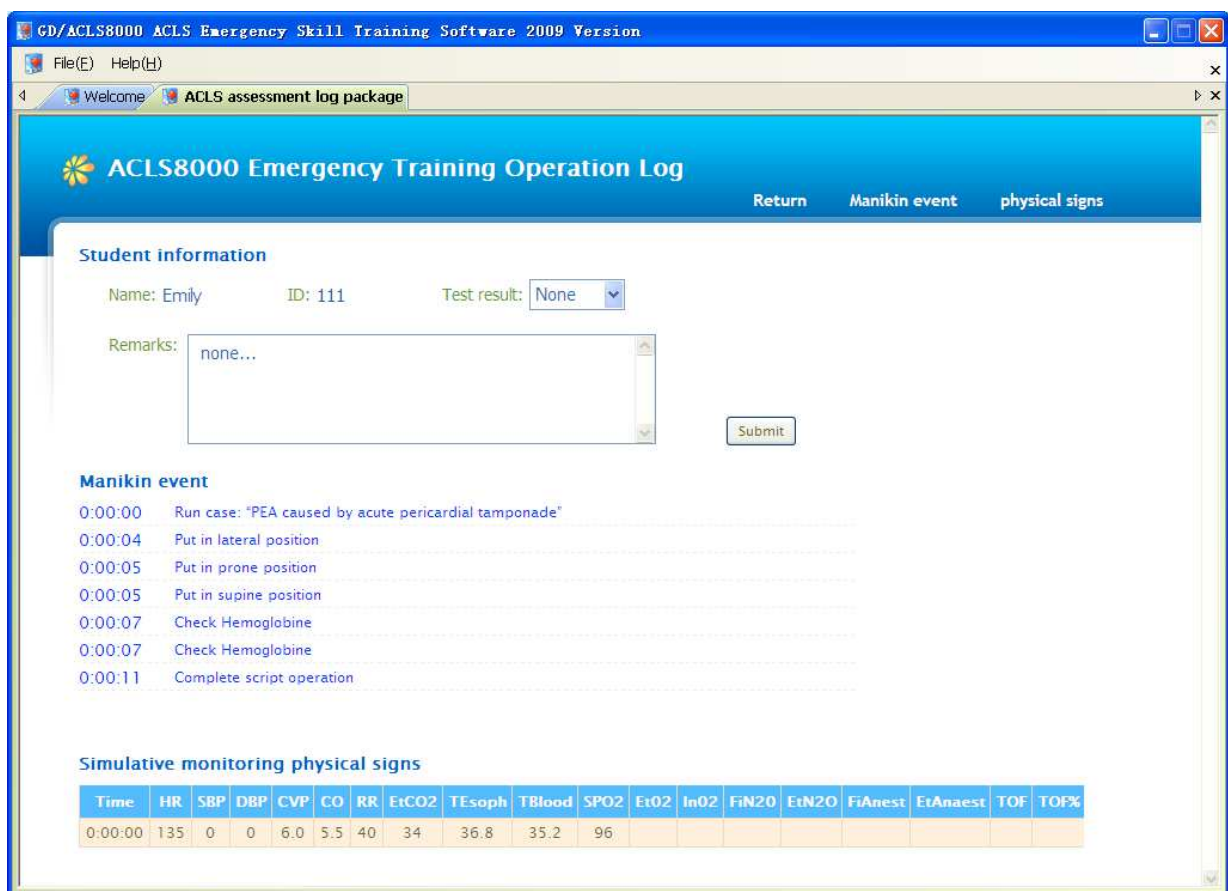 GD/ACLS8000 ACLS Emergency Skill Training Software 2009 Version
File(F) Help(H)
Welcome ACLS assessment log package
ACLS8000 Emergency Training Operation Log
Return Manikin event physical signs
Student information
Name: Emily ID: 111 Test result: None
Remarks: none...
Submit
Manikin event
0:00:00 Run case: "PEA caused by acute pericardial tamponade"
0:00:04 Put in lateral position
0:00:05 Put in prone position
0:00:05 Put in supine position
0:00:07 Check Hemoglobine
0:00:07 Check Hemoglobine
0:00:11 Complete script operation
Simulative monitoring physical signs
Time HR SBP DBP CVP CO RR EtCO2 TEsoph TBlood SPO2 Et02 In02 FiN20 EtN2O FiAnest EtAnaest TOF TOF%
0:00:00 135 0 0 6.0 5.5 40 34 36.8 35.2 96